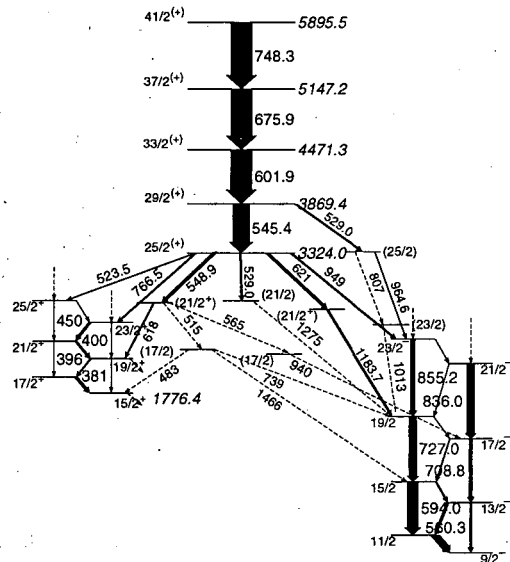 41/2(+) 5895.5
748.3
37/2(+) 5147.2
675.9
33/2(+) 4471.3
601.9
29/2(+) 3869.4
545.4 529.0
25/2(+) 3324.0 (25/2)
523.5 766.5 548.9 539.0 621 949 807 964.6
25/2- (21/2+) (21/2) (21/2+)
450 400 23/2 618 515 565 1275 (23/2)
21/2+ 23/2
396 381 19/2+ (17/2) (17/2) 940 1183.7 1013 855.2 21/2-
17/2+ 483 739 836.0
15/2+ 1776.4 1466 19/2
727.0 17/2-
708.8
15/2 594.0 13/2-
11/2 560.3 9/2-